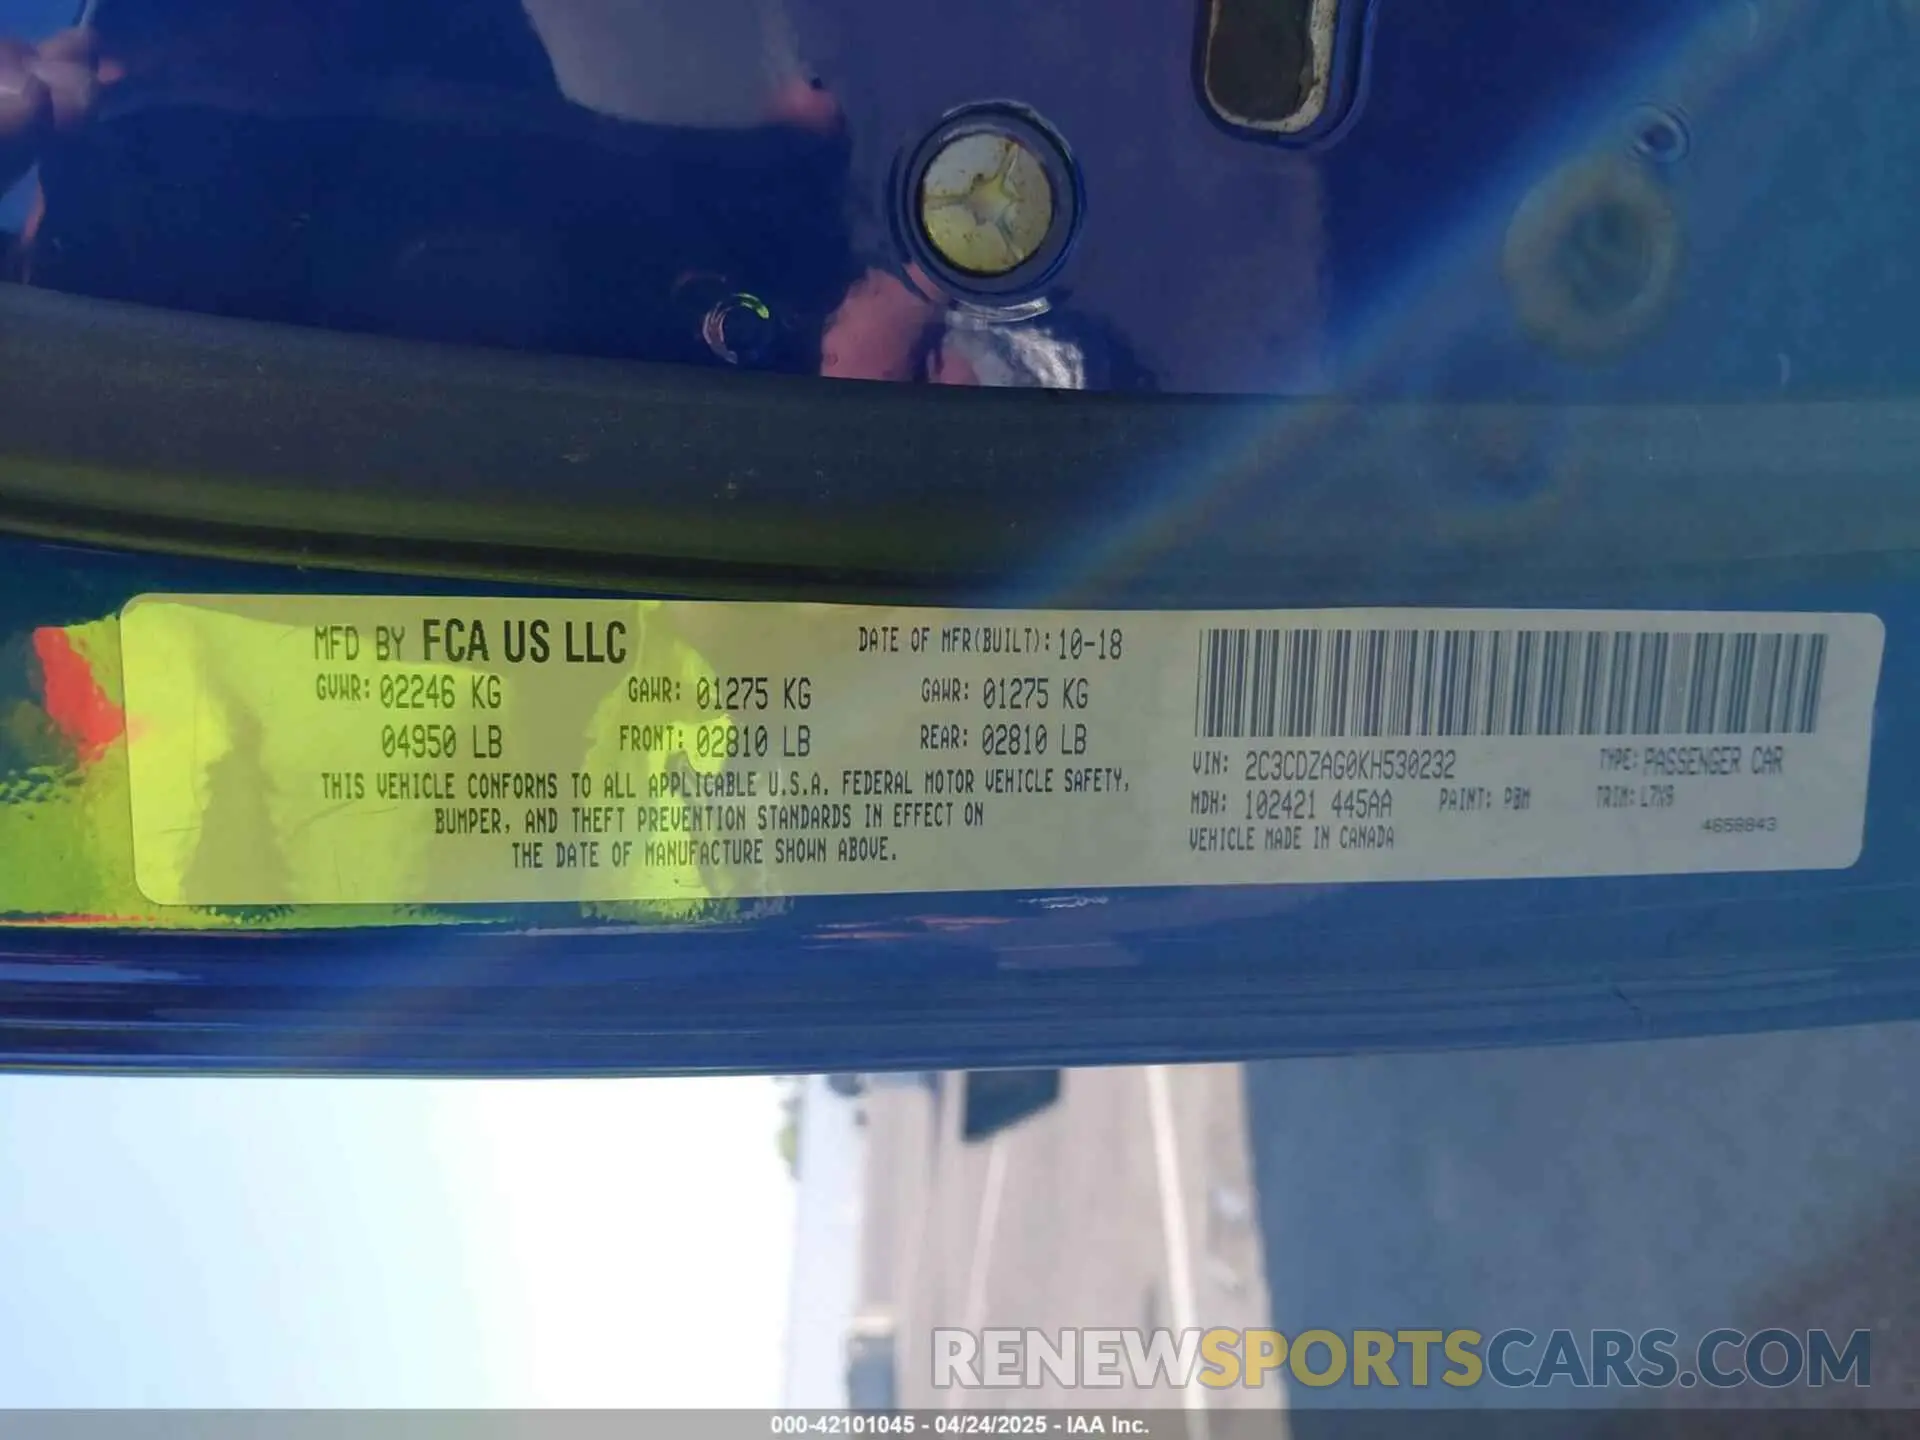 MFD BY FCA US LLC DATE OF MFR(BUILT): 10-18
GVWR: 02246 KG GAWR: 01275 KG GAWR: 01275 KG
04950 LB FRONT: 02810 LB REAR: 02810 LB
THIS VEHICLE CONFORMS TO ALL APPLICABLE U.S.A. FEDERAL MOTOR VEHICLE SAFETY,
BUMPER, AND THEFT PREVENTION STANDARDS IN EFFECT ON
THE DATE OF MANUFACTURE SHOWN ABOVE.
VIN: 2C3CDZAG0KH530232 TYPE: PASSENGER CAR
MDH: 102421 445AA PAINT: PBM TRIM: L7X9
VEHICLE MADE IN CANADA
4658843
RENEWSPORTSCARS.COM
000-42101045 - 04/24/2025 - IAA Inc.